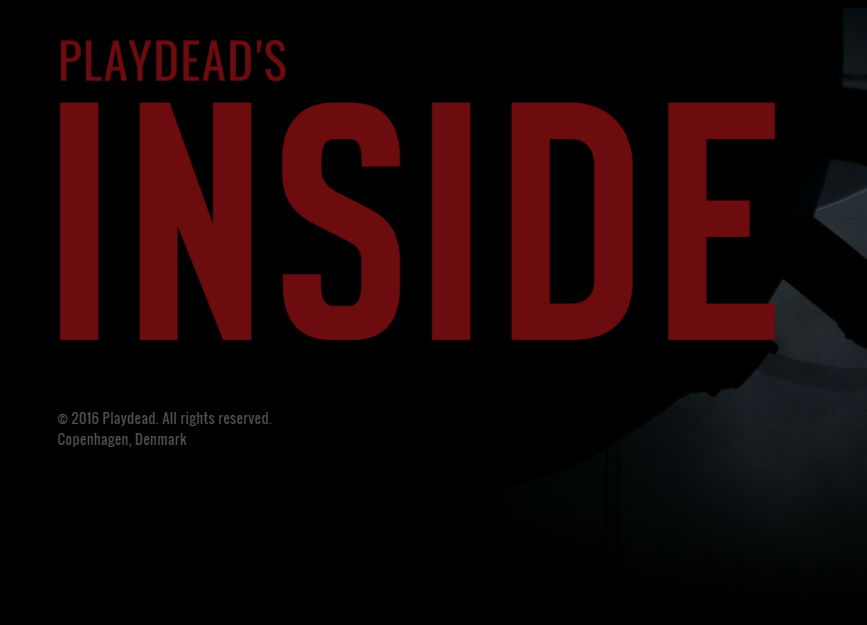 PLAYDEAD'S
INSIDE
© 2016 Playdead. All rights reserved.
Copenhagen, Denmark